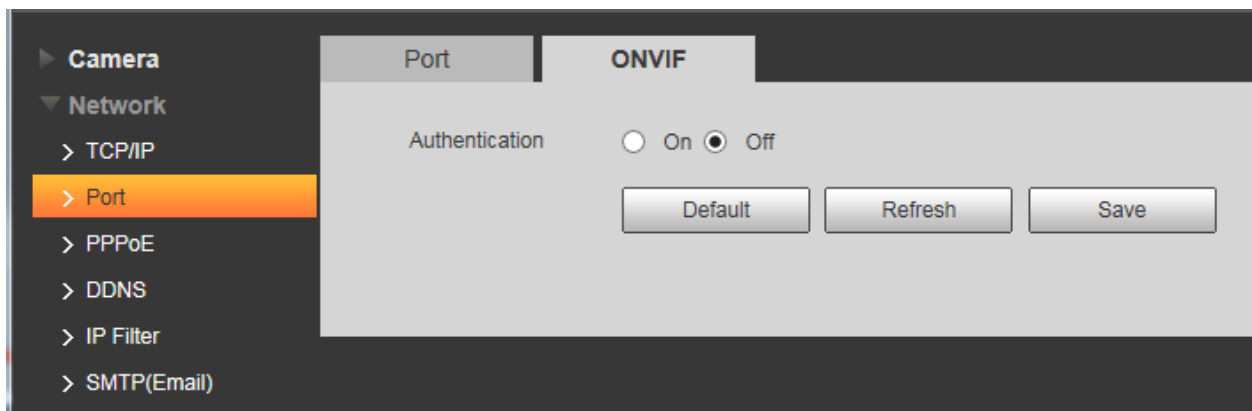 Camera
Network
TCP/IP
Port
PPPoE
DDNS
IP Filter
SMTP(Email)
Port ONVIF
Authentication On Off
Default Refresh Save